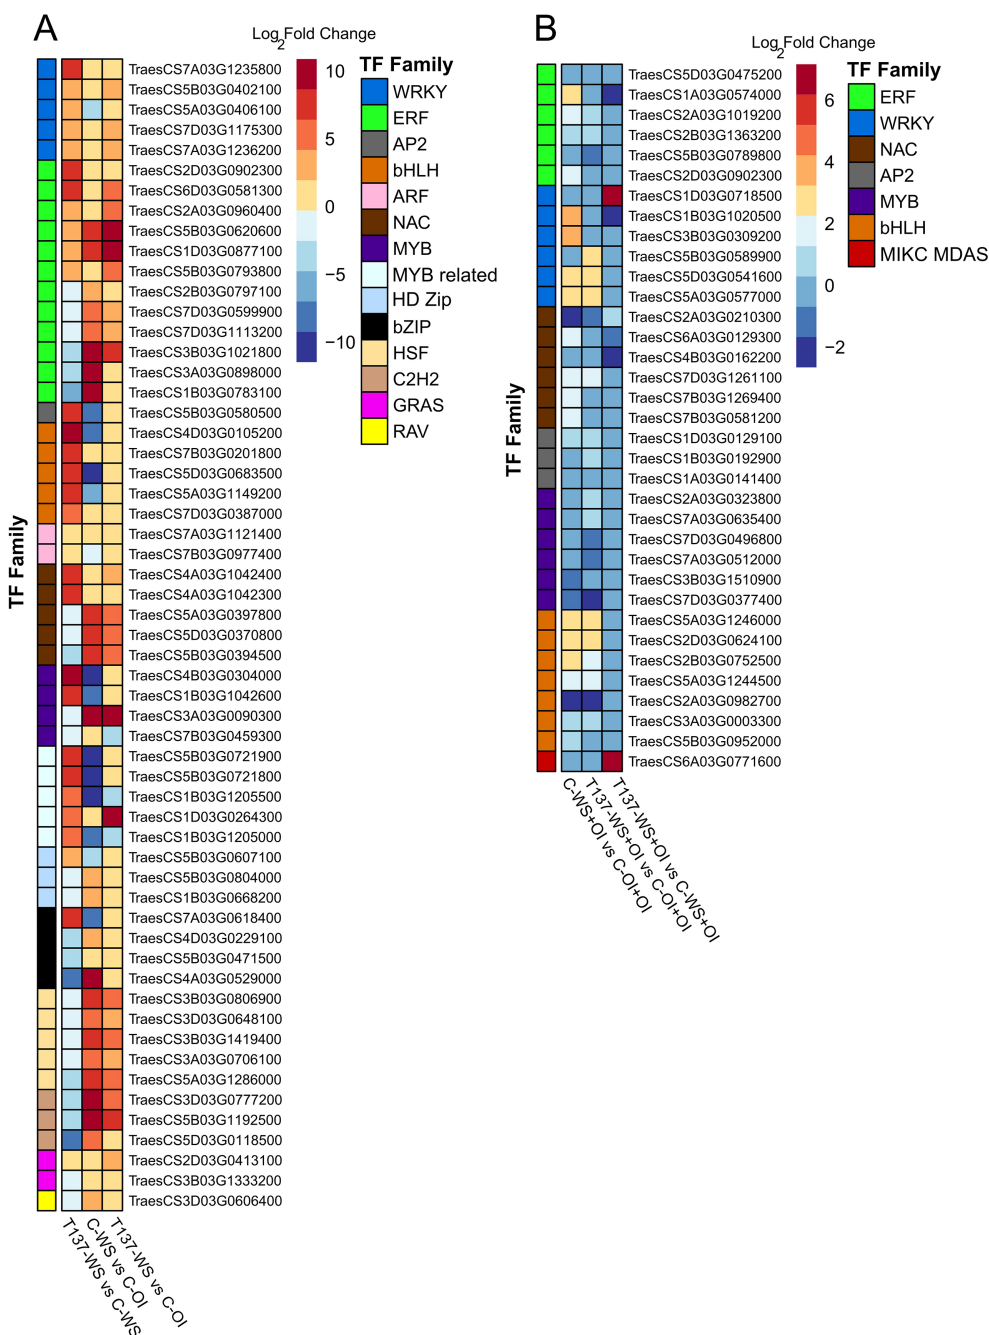 A
Log2Fold Change
TF Family
TraesCS7A03G1235800
TraesCS5B03G0402100
TraesCS5A03G0406100
TraesCS7D03G1175300
TraesCS7A03G1236200
TraesCS2D03G0902300
TraesCS6D03G0581300
TraesCS2A03G0960400
TraesCS5B03G0620600
TraesCS1D03G0877100
TraesCS5B03G0793800
TraesCS2B03G0797100
TraesCS7D03G0599900
TraesCS7D03G1113200
TraesCS3B03G1021800
TraesCS3A03G0898000
TraesCS1B03G0783100
TraesCS5B03G0580500
TraesCS4D03G0105200
TraesCS7B03G0201800
TraesCS5D03G0683500
TraesCS5A03G1149200
TraesCS7D03G0387000
TraesCS7A03G1121400
TraesCS7B03G0977400
TraesCS4A03G1042400
TraesCS4A03G1042300
TraesCS5A03G0397800
TraesCS5D03G0370800
TraesCS5B03G0394500
TraesCS4B03G0304000
TraesCS1B03G1042600
TraesCS3A03G0090300
TraesCS7B03G0459300
TraesCS5B03G0721900
TraesCS5B03G0721800
TraesCS1B03G1205500
TraesCS1D03G0264300
TraesCS1B03G1205000
TraesCS5B03G0607100
TraesCS5B03G0804000
TraesCS1B03G0668200
TraesCS7A03G0618400
TraesCS4D03G0229100
TraesCS5B03G0471500
TraesCS4A03G0529000
TraesCS3B03G0806900
TraesCS3D03G0648100
TraesCS3B03G1419400
TraesCS3A03G0706100
TraesCS5A03G1286000
TraesCS3D03G0777200
TraesCS5B03G1192500
TraesCS5D03G0118500
TraesCS2D03G0413100
TraesCS3B03G1333200
TraesCS3D03G0606400
T137-WS vs C-WS
C-WS vs C-OI
T137-WS vs C-OI
10
5
0
−5
−10
TF Family
WRKY
ERF
AP2
bHLH
ARF
NAC
MYB
MYB related
HD Zip
bZIP
HSF
C2H2
GRAS
RAV
B
Log2Fold Change
TF Family
TraesCS5D03G0475200
TraesCS1A03G0574000
TraesCS2A03G1019200
TraesCS2B03G1363200
TraesCS5B03G0789800
TraesCS2D03G0902300
TraesCS1D03G0718500
TraesCS1B03G1020500
TraesCS3B03G0309200
TraesCS5B03G0589900
TraesCS5D03G0541600
TraesCS5A03G0577000
TraesCS2A03G0210300
TraesCS6A03G0129300
TraesCS4B03G0162200
TraesCS7D03G1261100
TraesCS7B03G1269400
TraesCS7B03G0581200
TraesCS1D03G0129100
TraesCS1B03G0192900
TraesCS1A03G0141400
TraesCS2A03G0323800
TraesCS7A03G0635400
TraesCS7D03G0496800
TraesCS7A03G0512000
TraesCS3B03G1510900
TraesCS7D03G0377400
TraesCS5A03G1246000
TraesCS2D03G0624100
TraesCS2B03G0752500
TraesCS5A03G1244500
TraesCS2A03G0982700
TraesCS3A03G0003300
TraesCS5B03G0952000
TraesCS6A03G0771600
C-WS+OI vs C-OI+OI
T137-WS+OI vs C-OI+OI
T137-WS+OI vs C-WS+OI
6
4
2
0
−2
TF Family
ERF
WRKY
NAC
AP2
MYB
bHLH
MIKC MDAS